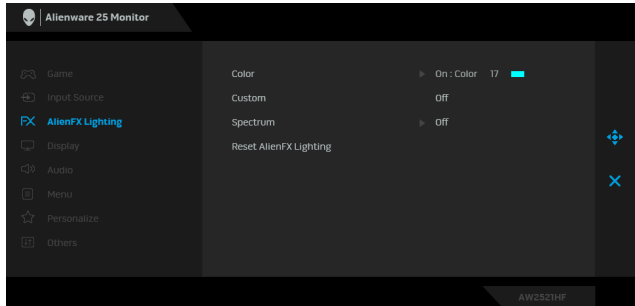 Alienware 25 Monitor
Game
Color On : Color 17
Input Source
Custom Off
FX AlienFX Lighting
Spectrum Off
Display
Reset AlienFX Lighting
Audio
Menu
Personalize
Others
AW2521HF